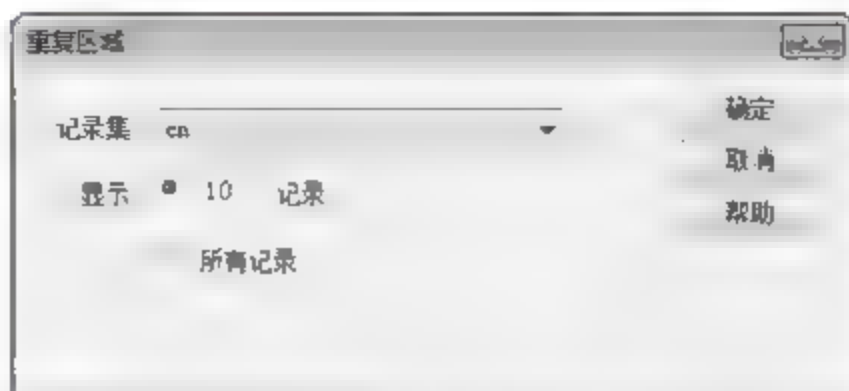 重复区域
记录集 cn
确定
取消
显示 10 记录
帮助
所有记录